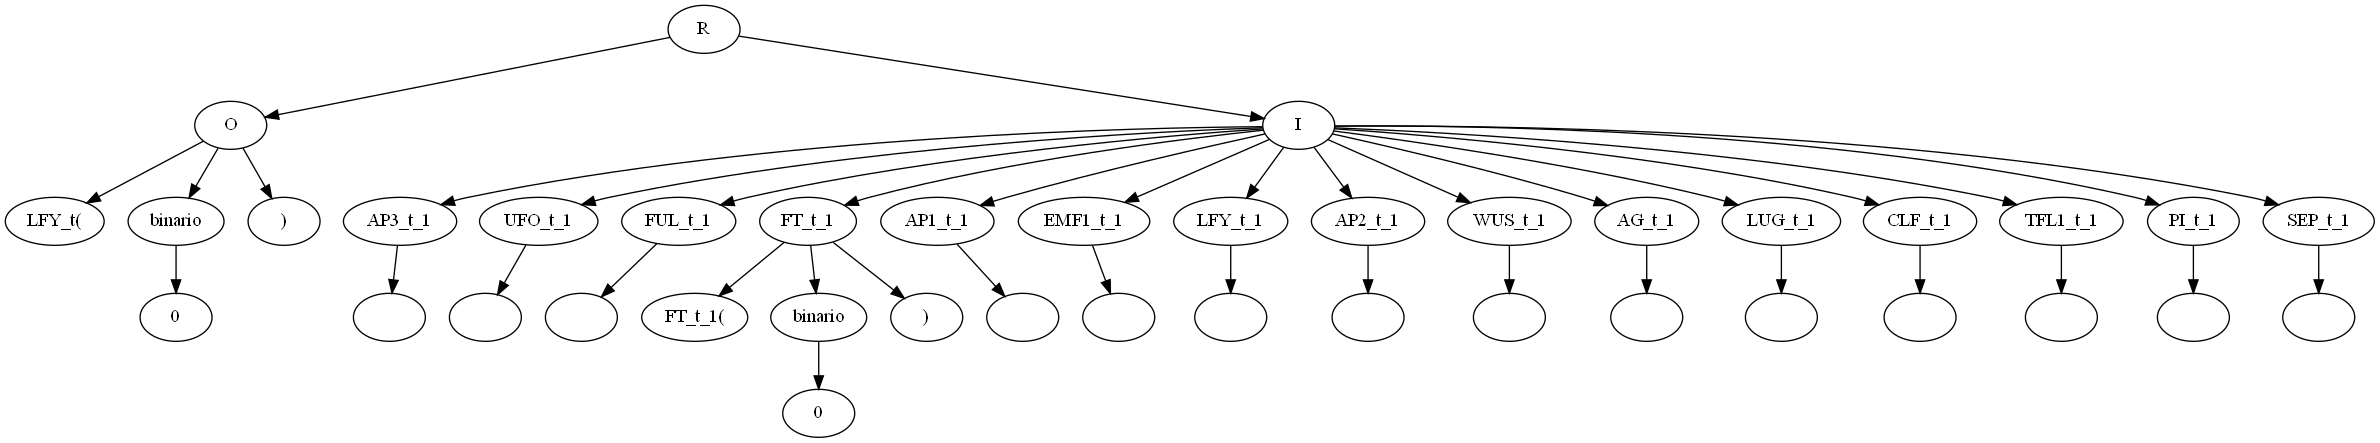 R
O
I
LFY_t(
binario
)
AP3_t_1
UFO_t_1
FUL_t_1
FT_t_1
AP1_t_1
EMF1_t_1
LFY_t_1
AP2_t_1
WUS_t_1
AG_t_1
LUG_t_1
CLF_t_1
TFL1_t_1
PI_t_1
SEP_t_1
0
FT_t_1(
binario
)
0